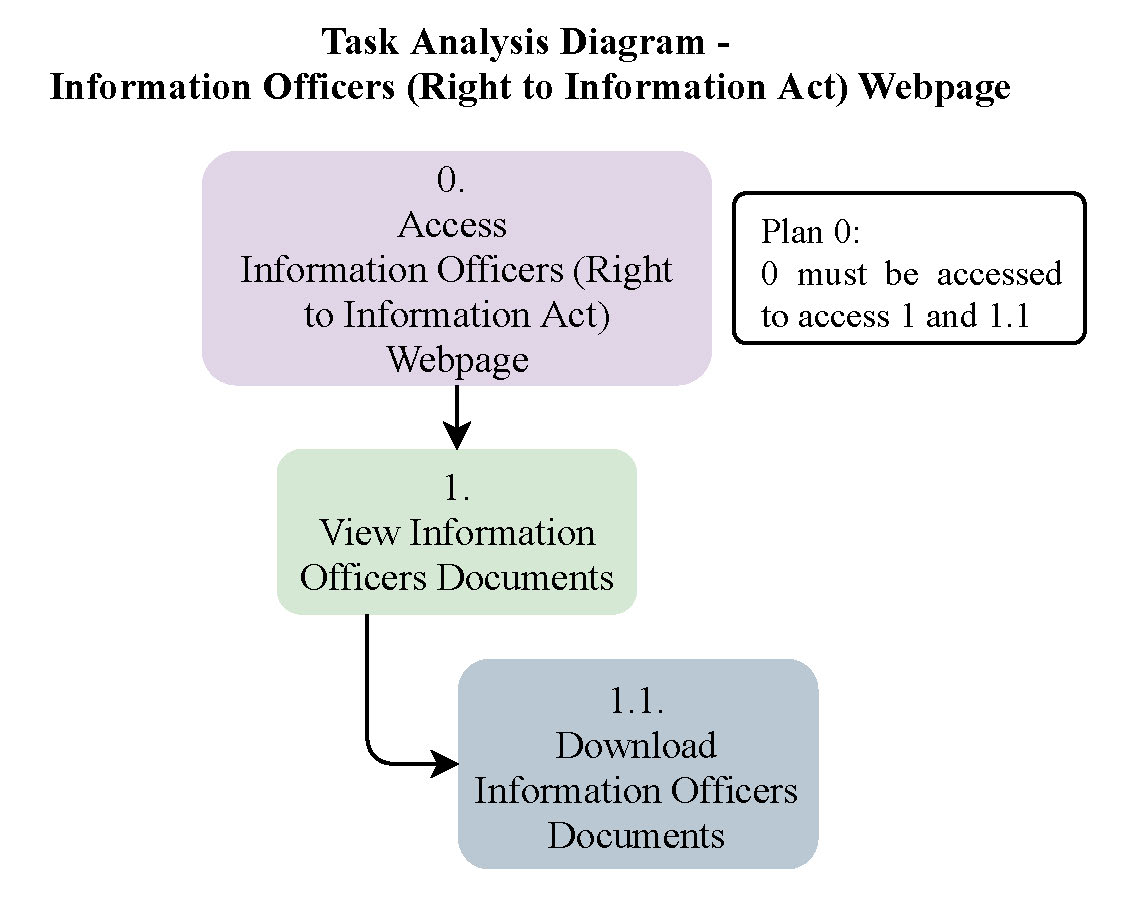 Task Analysis Diagram -
Information Officers (Right to Information Act) Webpage
0.
Access
Information Officers (Right
to Information Act)
Webpage
Plan 0:
0 must be accessed
to access 1 and 1.1
1.
View Information
Officers Documents
1.1.
Download
Information Officers
Documents